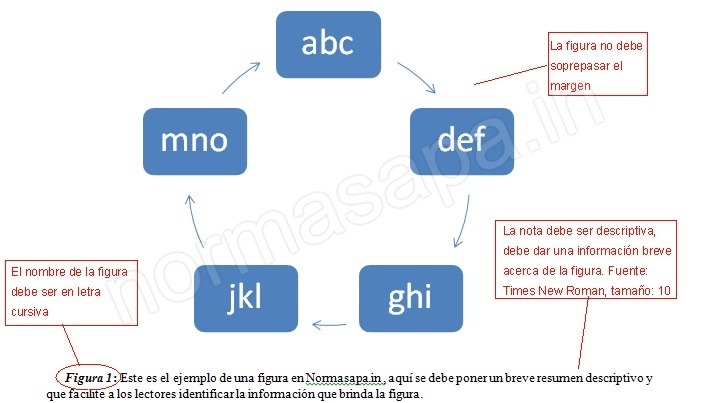 abc
La figura no debe
soprepasar el
margen
mno
def
La nota debe ser descriptiva,
debe dar una información breve
acerca de la figura. Fuente:
Times New Roman, tamaño: 10
El nombre de la figura
debe ser en letra
cursiva
jkl
ghi
normasapa.in
Figura 1: Este es el ejemplo de una figura en Normasapa.in, aquí se debe poner un breve resumen descriptivo y
que facilite a los lectores identificar la información que brinda la figura.